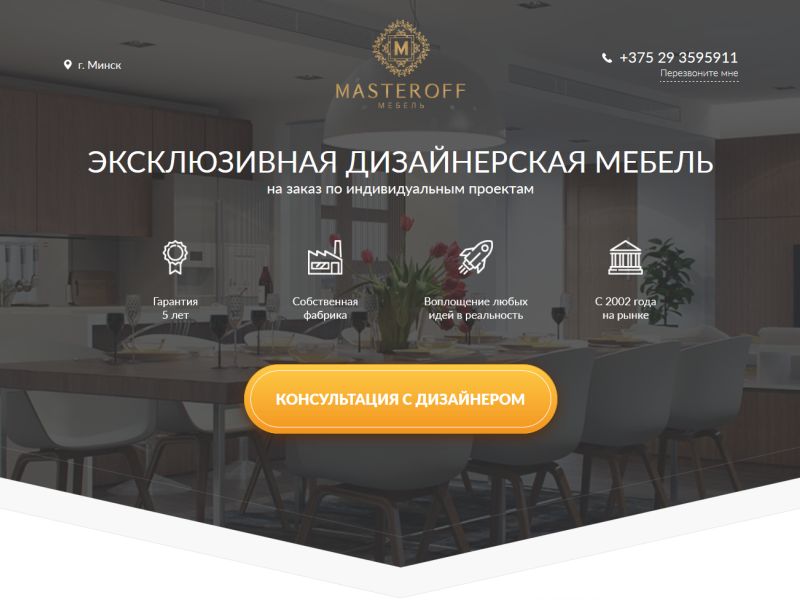 г. Минск
M
MASTEROFF
МЕБЕЛЬ
+375 29 3595911
Перезвоните мне
ЭКСКЛЮЗИВНАЯ ДИЗАЙНЕРСКАЯ МЕБЕЛЬ
на заказ по индивидуальным проектам
Гарантия
5 лет
Собственная
фабрика
Воплощение любых
идей в реальность
С 2002 года
на рынке
КОНСУЛЬТАЦИЯ С ДИЗАЙНЕРОМ